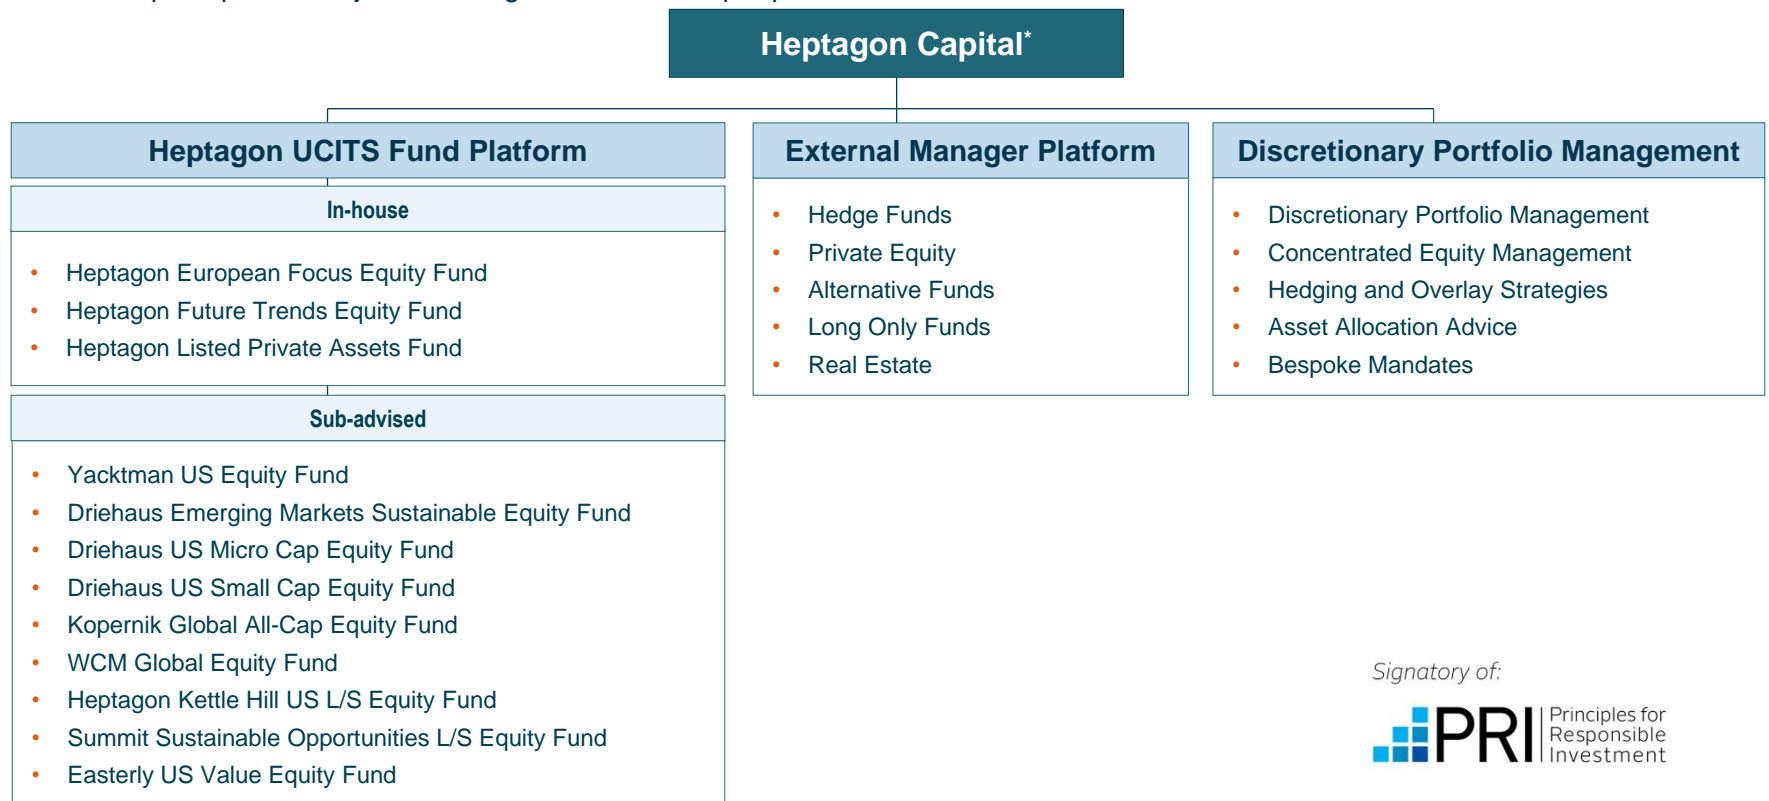 Heptagon Capital*
Heptagon UCITS Fund Platform
In-house
• Heptagon European Focus Equity Fund
• Heptagon Future Trends Equity Fund
• Heptagon Listed Private Assets Fund
Sub-advised
• Yacktman US Equity Fund
• Driehaus Emerging Markets Sustainable Equity Fund
• Driehaus US Micro Cap Equity Fund
• Driehaus US Small Cap Equity Fund
• Kopernik Global All-Cap Equity Fund
• WCM Global Equity Fund
• Heptagon Kettle Hill US L/S Equity Fund
• Summit Sustainable Opportunities L/S Equity Fund
• Easterly US Value Equity Fund
External Manager Platform
• Hedge Funds
• Private Equity
• Alternative Funds
• Long Only Funds
• Real Estate
Discretionary Portfolio Management
• Discretionary Portfolio Management
• Concentrated Equity Management
• Hedging and Overlay Strategies
• Asset Allocation Advice
• Bespoke Mandates
Signatory of:
PRI
Principles for
Responsible
Investment